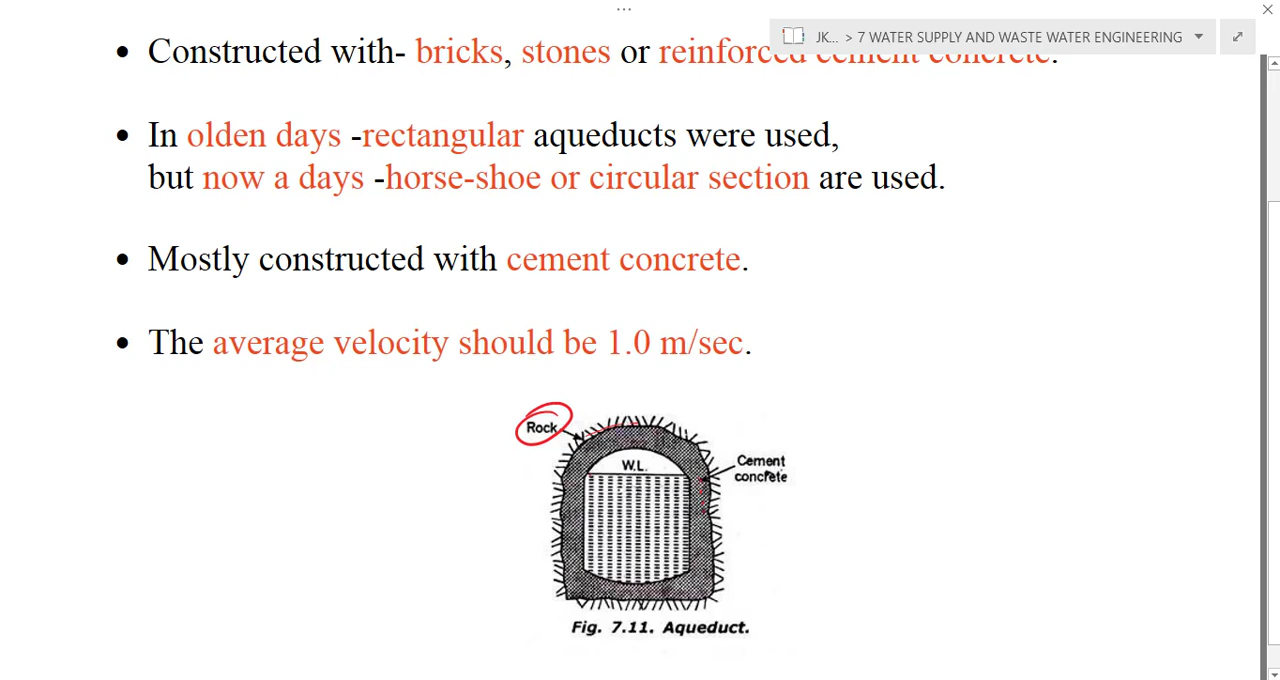 ...
JK... > 7 WATER SUPPLY AND WASTE WATER ENGINEERING
• Constructed with- bricks, stones or reinforced cement concrete.
• In olden days -rectangular aqueducts were used,
but now a days -horse-shoe or circular section are used.
• Mostly constructed with cement concrete.
• The average velocity should be 1.0 m/sec.
Rock
W.L.
Cement
concrete
Fig. 7.11. Aqueduct.